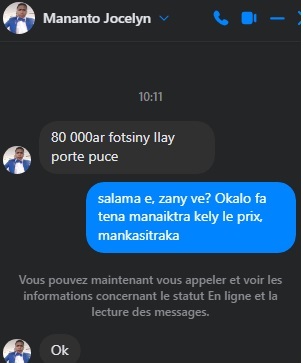 Mananto Jocelyn
10:11
80 000ar fotsiny llay
porte puce
salama e, zany ve? Okalo fa
tena manaiktra kely le prix,
mankasitraka
Vous pouvez maintenant vous appeler et voir les
informations concernant le statut En ligne et la
lecture des messages.
Ok